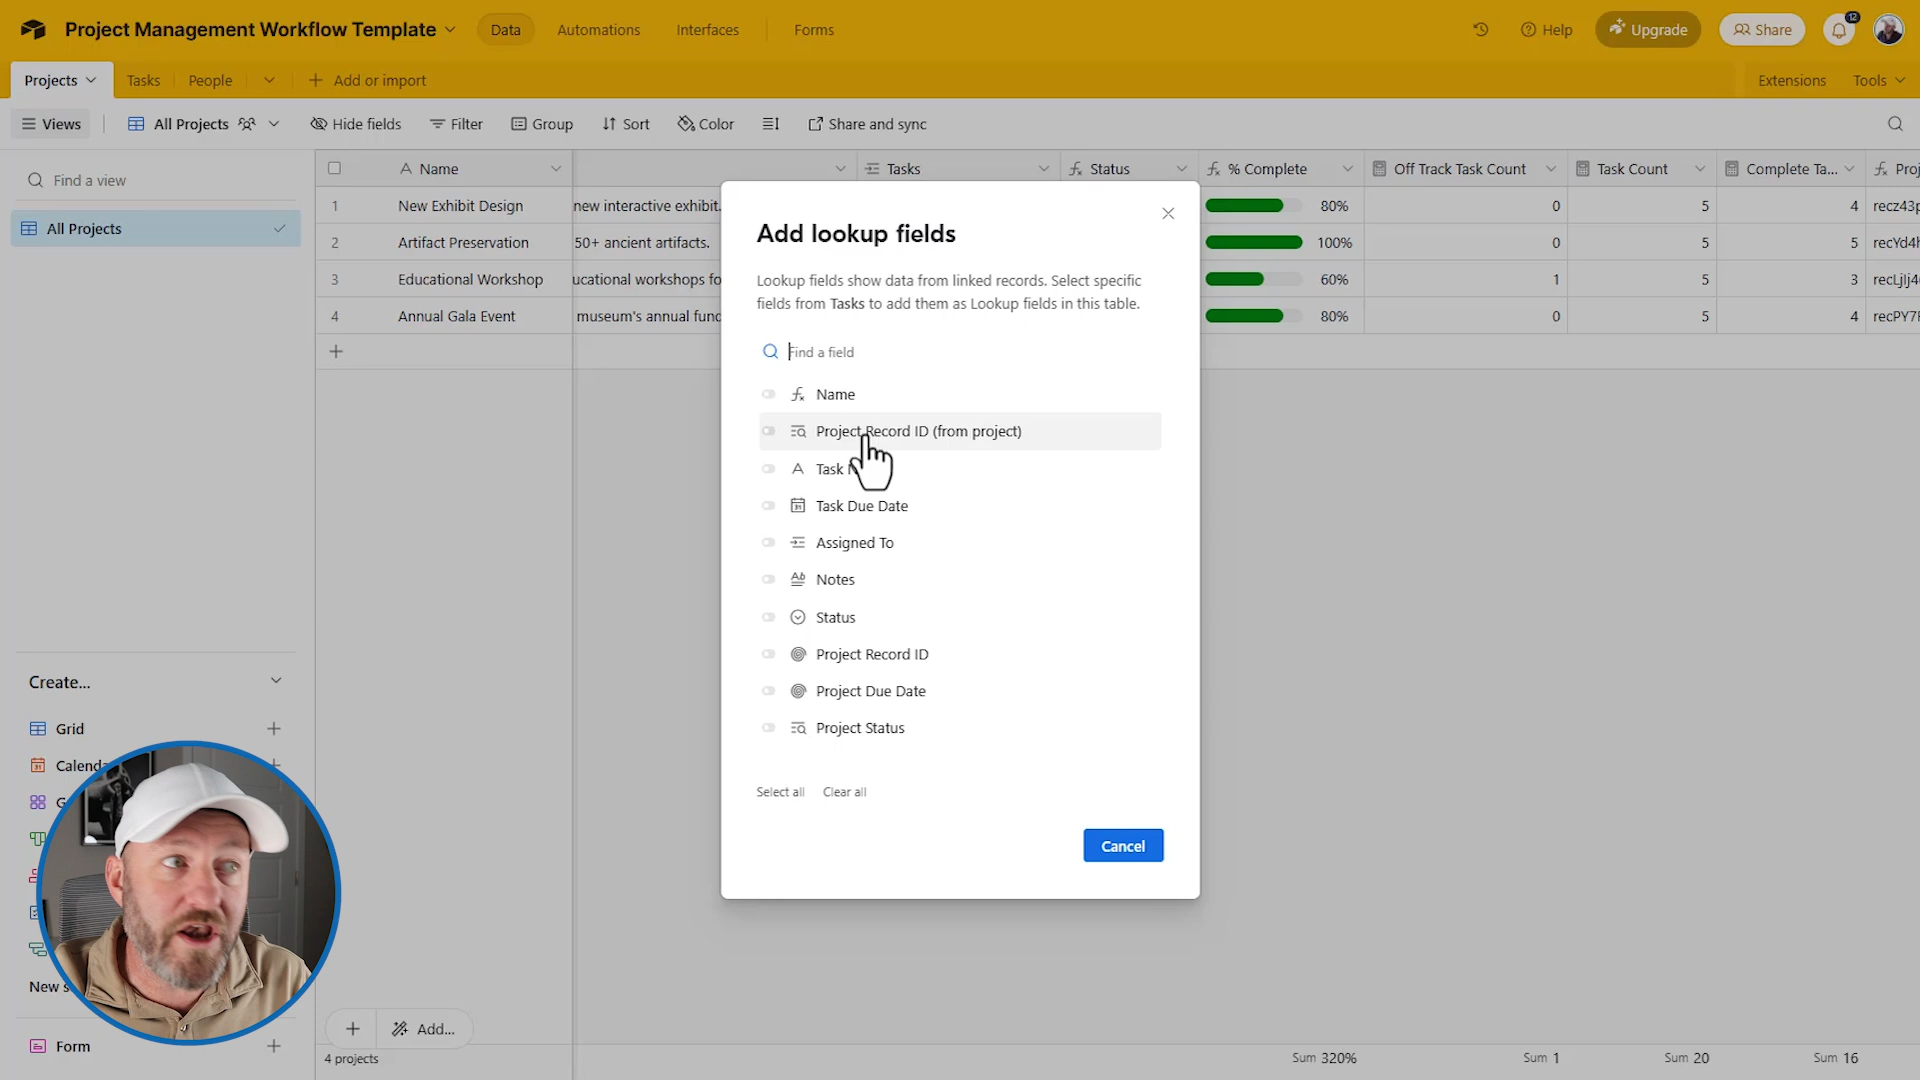 Project Management Workflow Template
Data
Automations
Interfaces
Forms
Help
Upgrade
Share
12
Projects
Tasks
People
Add or import
Extensions
Tools
Views
All Projects
Hide fields
Filter
Group
Sort
Color
Share and sync
Find a view
All Projects
Name
Tasks
Status
% Complete
Off Track Task Count
Task Count
Complete Ta...
1 New Exhibit Design new interactive exhibit. 80% 0 5 4
2 Artifact Preservation 50+ ancient artifacts. 100% 0 5 5
3 Educational Workshop 60% 1 5 3
4 Annual Gala Event museum's annual 80% 0 5 4
Add lookup fields
Lookup fields show data from linked records. Select specific
fields from Tasks to add them as Lookup fields in this table.
Find a field
Name
Project Record ID (from project)
Task
Task Due Date
Assigned To
Notes
Status
Project Record ID
Project Due Date
Project Status
Select all Clear all
Cancel
Create...
Grid
New
Form
Add...
4 projects
Sum 320%
Sum 1
Sum 20
Sum 16